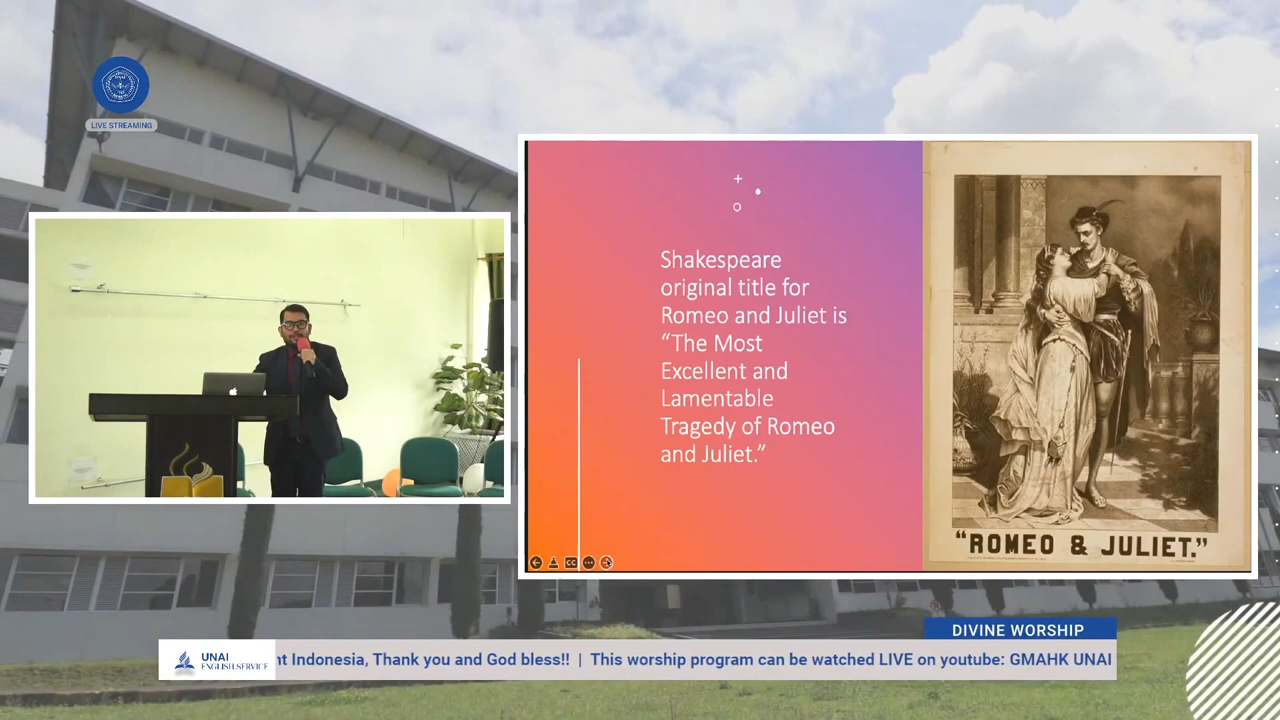 LIVE STREAMING
Shakespeare
original title for
Romeo and Juliet is
“The Most
Excellent and
Lamentable
Tragedy of Romeo
and Juliet.”
“ROMEO & JULIET.”
DIVINE WORSHIP
UNAI
ENGLISH SERVICE
nt Indonesia, Thank you and God bless!! | This worship program can be watched LIVE on youtube: GMAHK UNAI